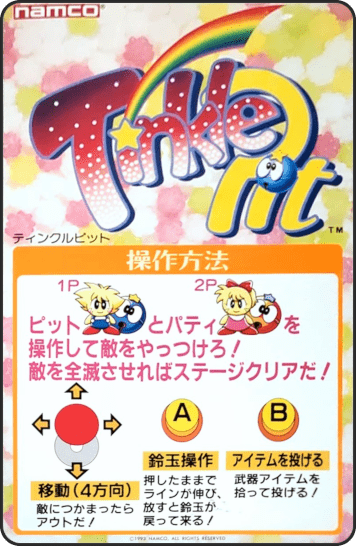 namco
Tinkle Pit
TM
ティンクルピット
操作方法
1P 2P
ピットとパティを
操作して敵をやっつけろ！
敵を全滅させればステージクリアだ！
A B
移動(4方向)
敵につかまったら
アウトだ！
鈴玉操作
押したままで
ラインが伸び、
放すと鈴玉が
戻って来る！
アイテムを投げる
武器アイテムを
拾って投げる！
NAMCO, ALL RIGHTS RESERVED